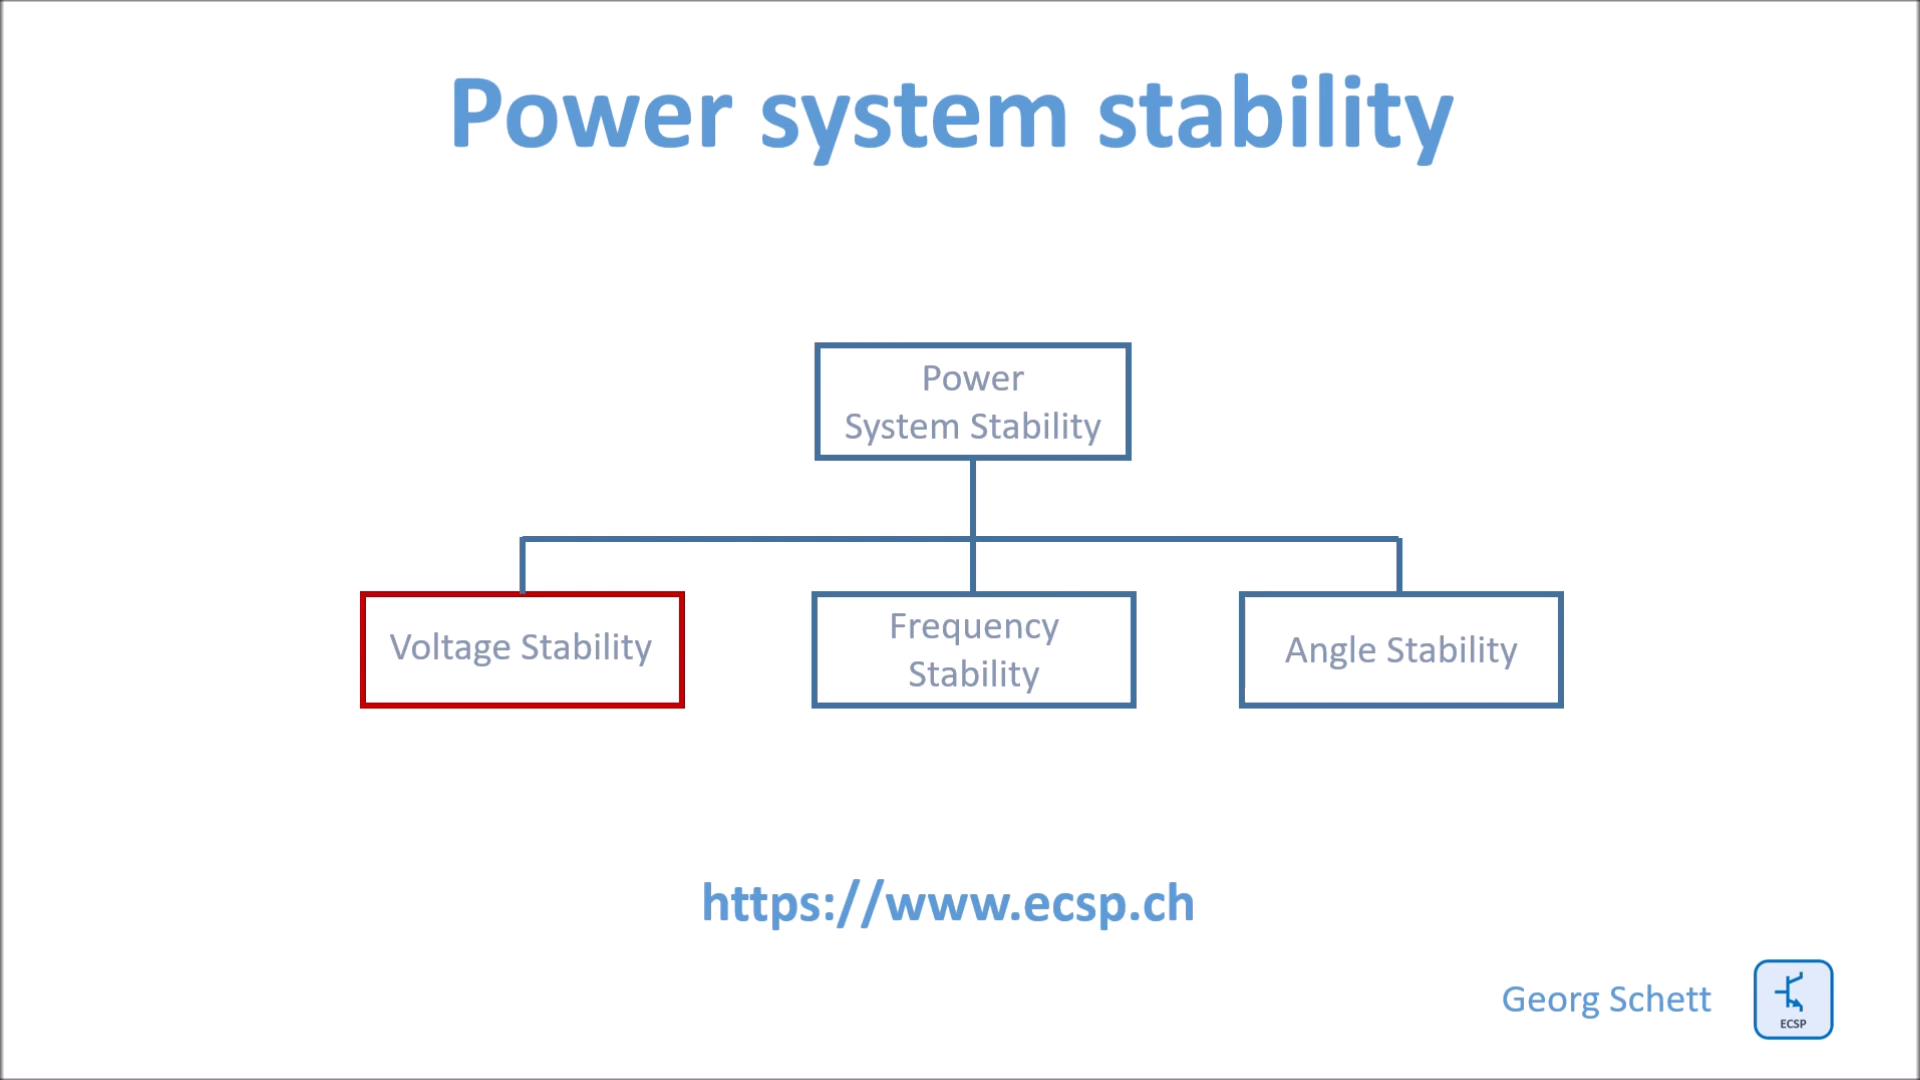 Power system stability
Power
System Stability
Voltage Stability
Frequency
Stability
Angle Stability
https://www.ecsp.ch
Georg Schett
ECSP